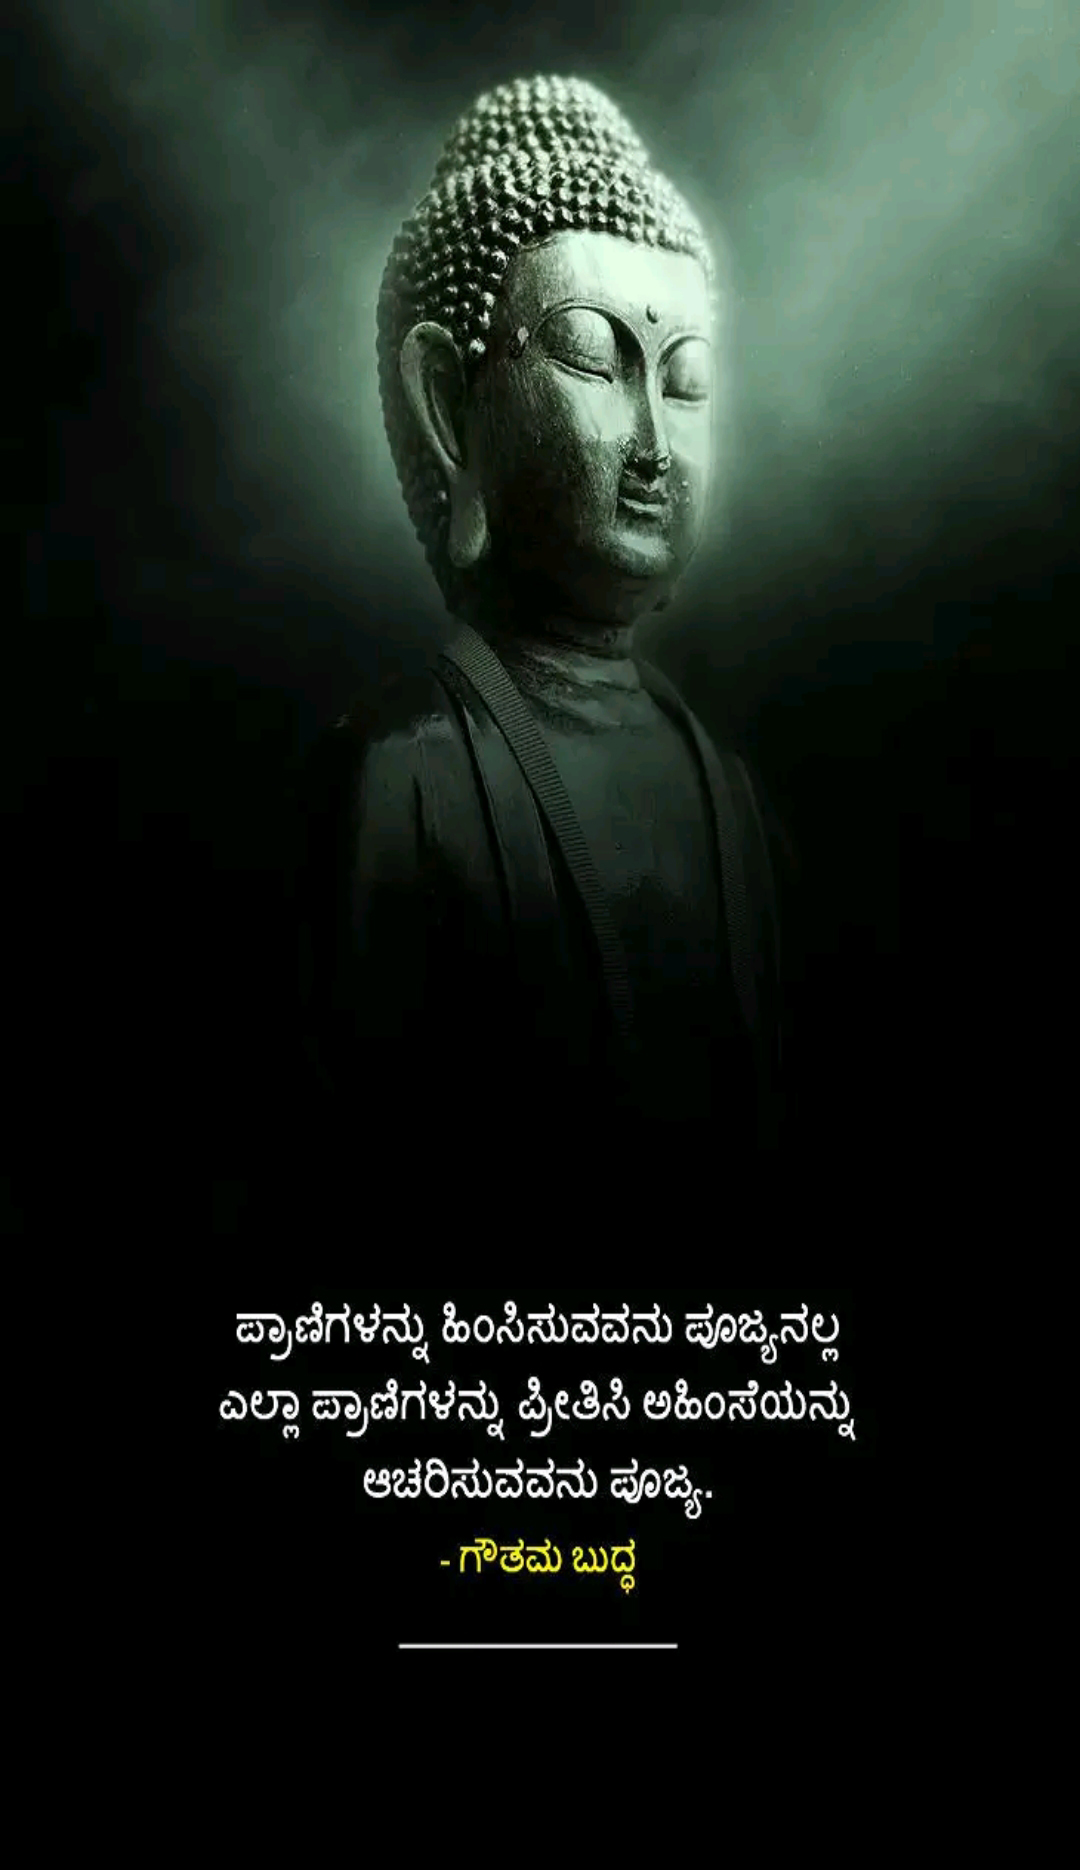 ಪ್ರಾಣಿಗಳನ್ನು ಹಿಂಸಿಸುವವನು ಪೂಜ್ಯನಲ್ಲ
ಎಲ್ಲಾ ಪ್ರಾಣಿಗಳನ್ನು ಪ್ರೀತಿಸಿ ಅಹಿಂಸೆಯನ್ನು
ಆಚರಿಸುವವನು ಪೂಜ್ಯ.
- ಗೌತಮ ಬುದ್ಧ